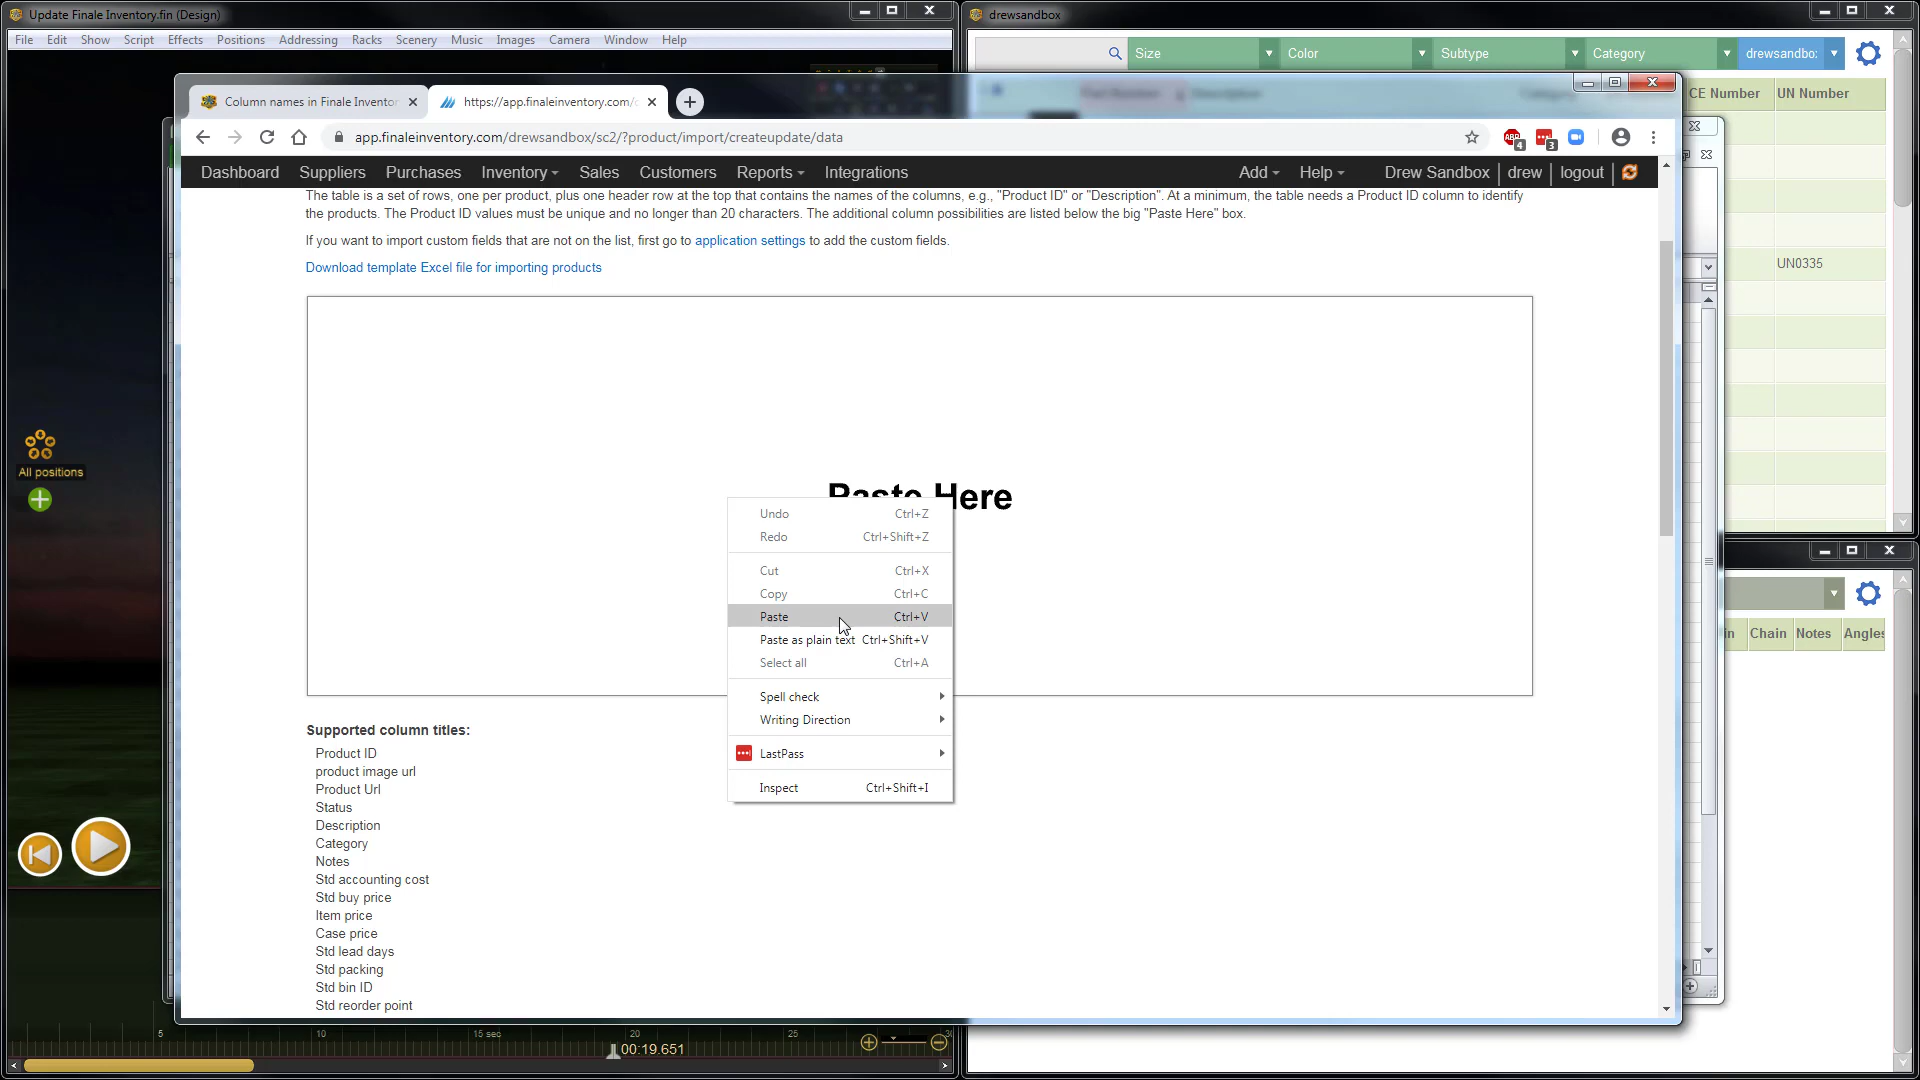 Update Finale Inventory.fin (Design)
File Edit Show Script Effects Positions Addressing Racks Scenery Music Images Camera Window Help
drewsandbox
Size Color Subtype Category drewsandbo:
CE Number UN Number
UN0335
Column names in Finale Inventor
https://app.finaleinventory.com/
app.finaleinventory.com/drewsandbox/sc2/?product/import/createupdate/data
4 3
Dashboard Suppliers Purchases Inventory Sales Customers Reports Integrations Add Help Drew Sandbox drew logout
The table is a set of rows, one per product, plus one header row at the top that contains the names of the columns, e.g., "Product ID" or "Description". At a minimum, the table needs a Product ID column to identify
the products. The Product ID values must be unique and no longer than 20 characters. The additional column possibilities are listed below the big "Paste Here" box.
If you want to import custom fields that are not on the list, first go to application settings to add the custom fields.
Download template Excel file for importing products
Paste Here
Undo Ctrl+Z
Redo Ctrl+Shift+Z
Cut Ctrl+X
Copy Ctrl+C
Paste Ctrl+V
Paste as plain text Ctrl+Shift+V
Select all Ctrl+A
Spell check
Writing Direction
LastPass
Inspect Ctrl+Shift+I
Supported column titles:
Product ID
product image url
Product Url
Status
Description
Category
Notes
Std accounting cost
Std buy price
Item price
Case price
Std lead days
Std packing
Std bin ID
Std reorder point
All positions
in Chain Notes Angles
5 10 15 sec 20 25
00:19.651